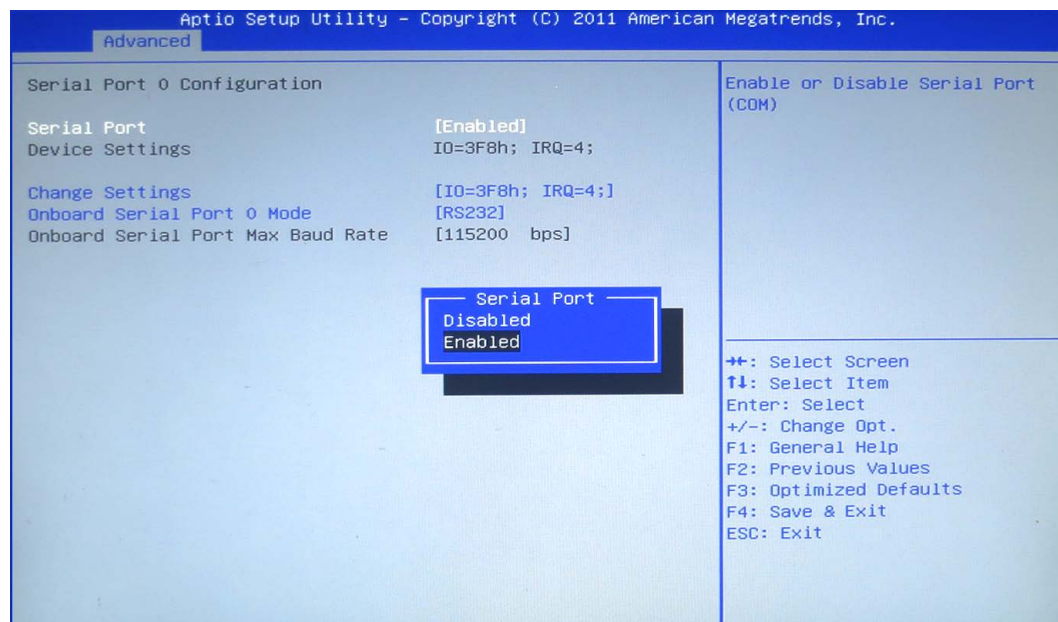 Aptio Setup Utility – Copyright (C) 2011 American Megatrends, Inc.
Advanced
Serial Port 0 Configuration
Serial Port [Enabled]
Device Settings IO=3F8h; IRQ=4;
Change Settings [IO=3F8h; IRQ=4;]
Onboard Serial Port 0 Mode [RS232]
Onboard Serial Port Max Baud Rate [115200 bps]
Serial Port
Disabled
Enabled
Enable or Disable Serial Port
(COM)
→←: Select Screen
↑↓: Select Item
Enter: Select
+/-: Change Opt.
F1: General Help
F2: Previous Values
F3: Optimized Defaults
F4: Save & Exit
ESC: Exit